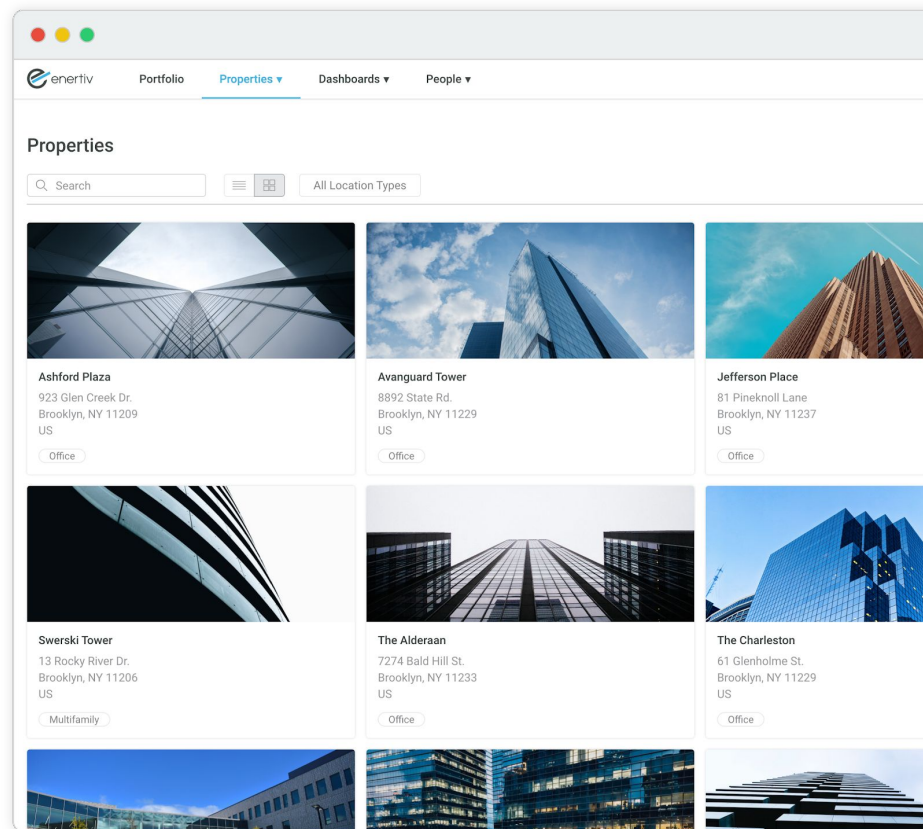 enertiv
Portfolio
Properties ▾
Dashboards ▾
People ▾
Properties
Search
All Location Types
Ashford Plaza
923 Glen Creek Dr.
Brooklyn, NY 11209
US
Office
Avanguard Tower
8892 State Rd.
Brooklyn, NY 11229
US
Office
Jefferson Place
81 Pineknoll Lane
Brooklyn, NY 11237
US
Office
Swerski Tower
13 Rocky River Dr.
Brooklyn, NY 11206
US
Multifamily
The Alderaan
7274 Bald Hill St.
Brooklyn, NY 11233
US
Office
The Charleston
61 Glenholme St.
Brooklyn, NY 11229
US
Office